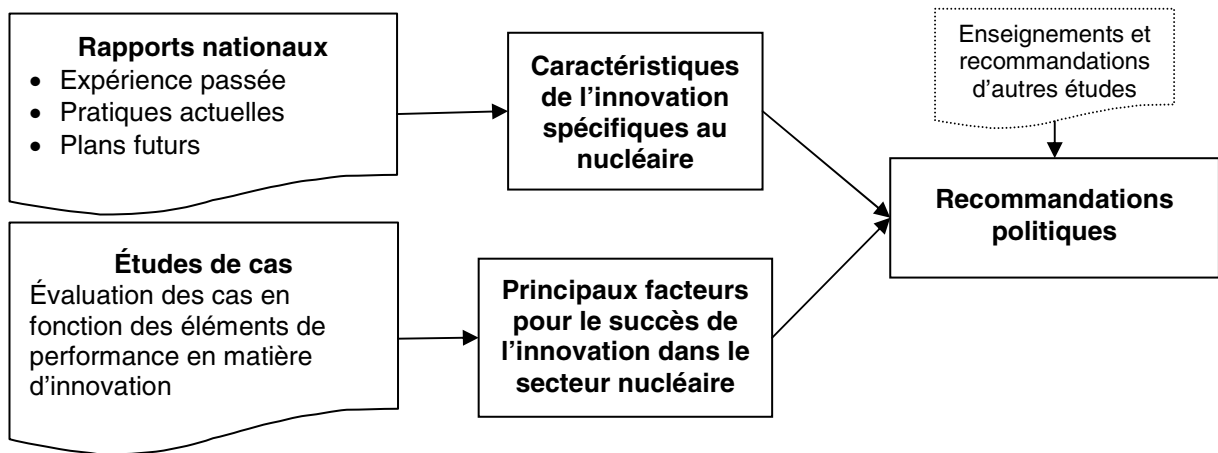 Rapports nationaux
• Expérience passée
• Pratiques actuelles
• Plans futurs
Caractéristiques
de l’innovation
spécifiques au
nucléaire
Enseignements et
recommandations
d’autres études
Recommandations
politiques
Études de cas
Évaluation des cas en
fonction des éléments de
performance en matière
d’innovation
Principaux facteurs
pour le succès de
l’innovation dans le
secteur nucléaire